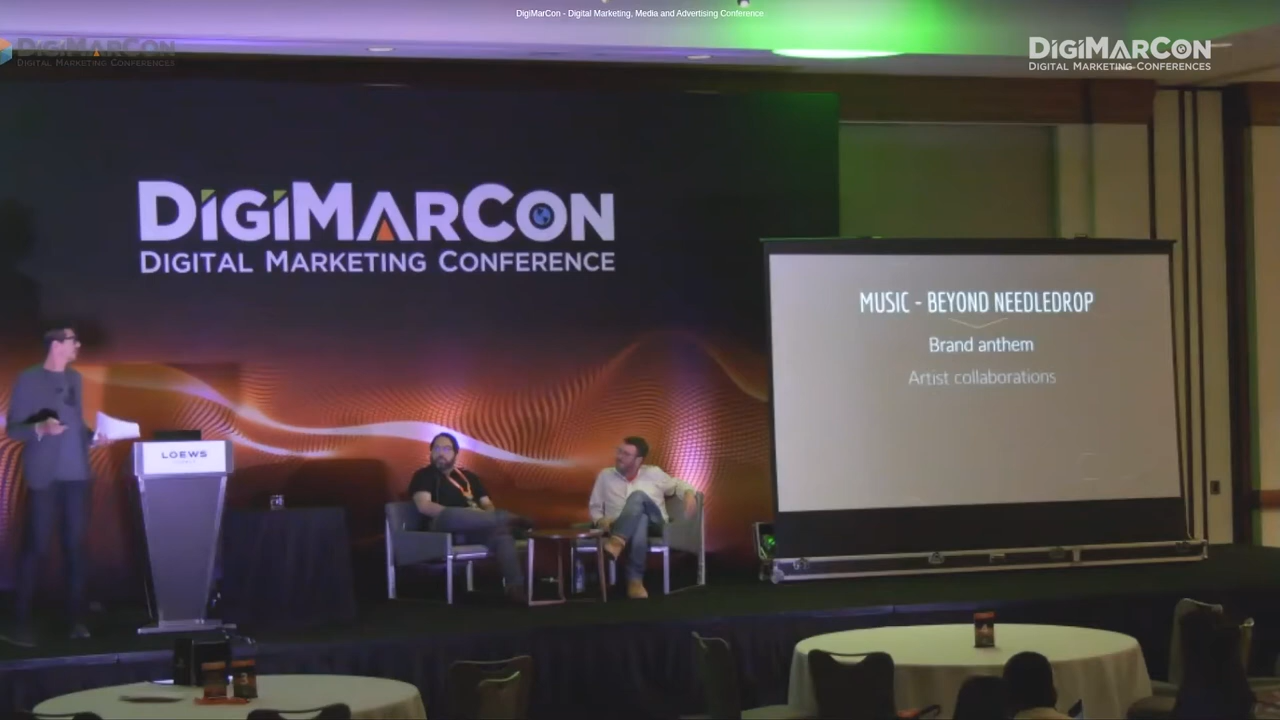 DigiMarCon - Digital Marketing, Media and Advertising Conference
DIGIMARCON
DIGITAL MARKETING CONFERENCES
DIGIMARCON
DIGITAL MARKETING CONFERENCES
DIGIMARCON
DIGITAL MARKETING CONFERENCE
MUSIC - BEYOND NEEDLEDROP
Brand anthem
Artist collaborations
LOEWS
3